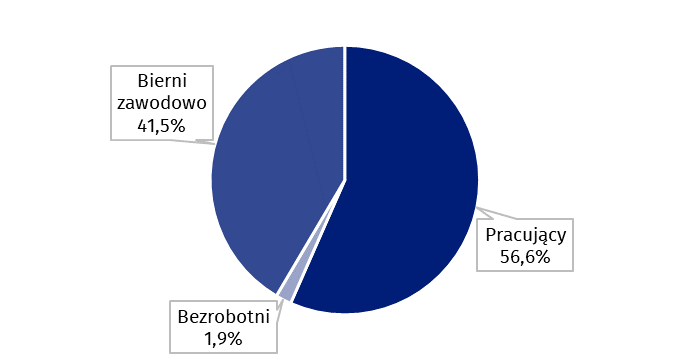 Bierni
zawodowo
41,5%
Pracujący
56,6%
Bezrobotni
1,9%